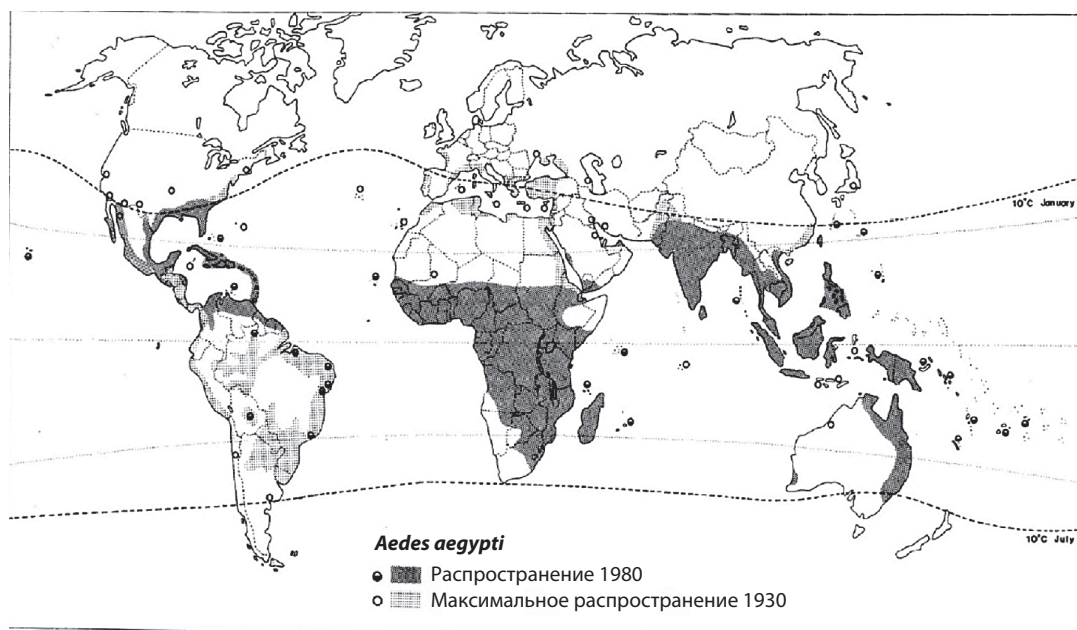 10°C January
10°C July
Aedes aegypti
Распространение 1980
Максимальное распространение 1930